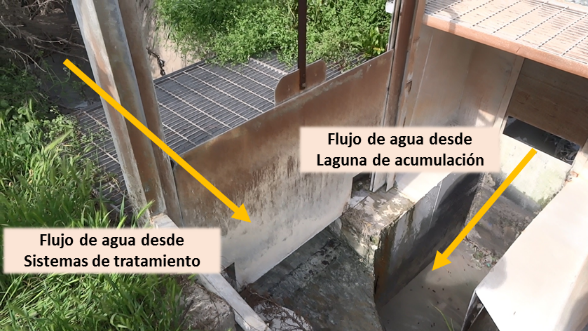 Flujo de agua desde
Laguna de acumulación
Flujo de agua desde
Sistemas de tratamiento